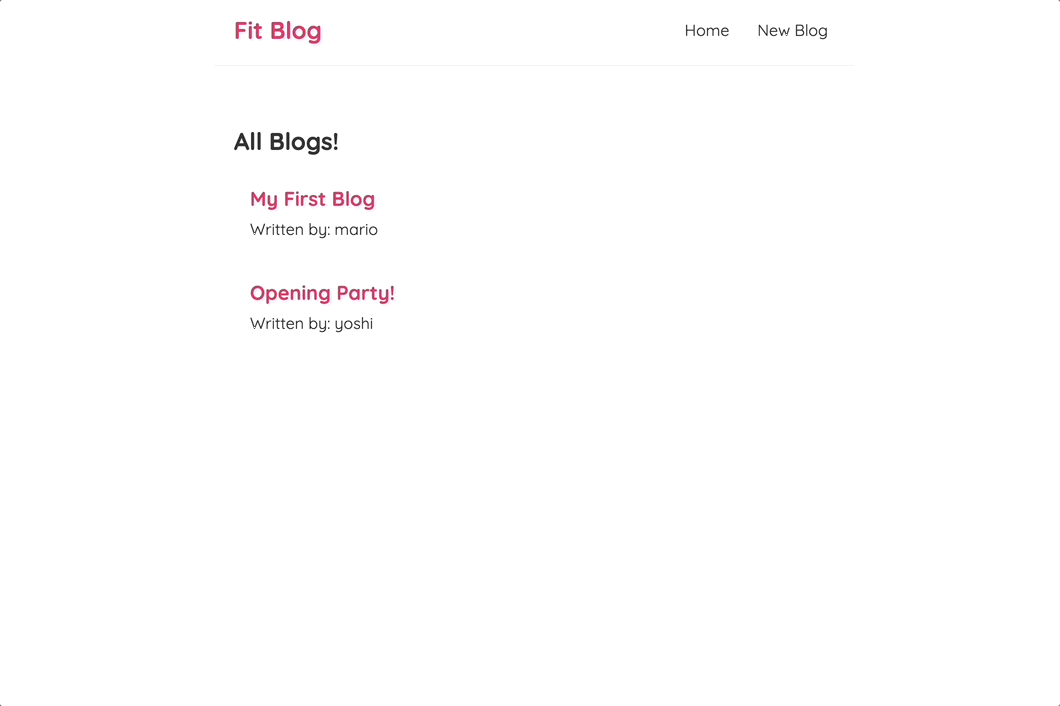 Fit Blog
Home New Blog
All Blogs!
My First Blog
Written by: mario
Opening Party!
Written by: yoshi